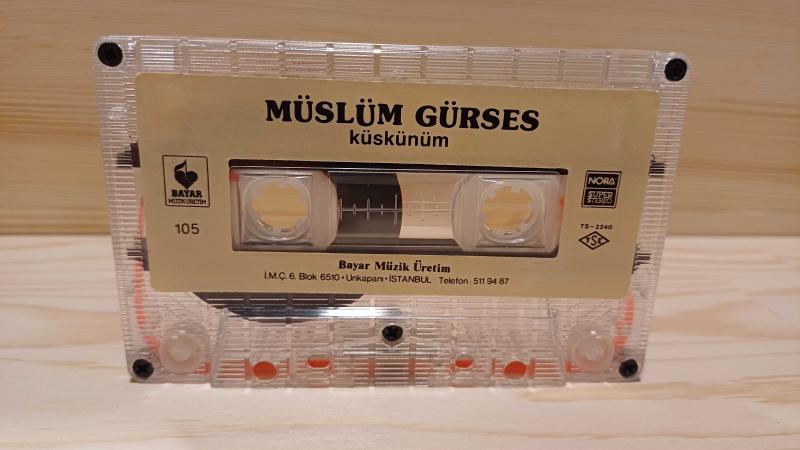 MÜSLÜM GÜRSES
küskünüm
BAYAR
MÜZİK ÜRETİM
105
NORA
SUPER
STEREO
TS-2240
TSE
Bayar Müzik Üretim
İ.M.Ç. 6. Blok 6510 • Unkapanı • İSTANBUL Telefon: 511 94 87